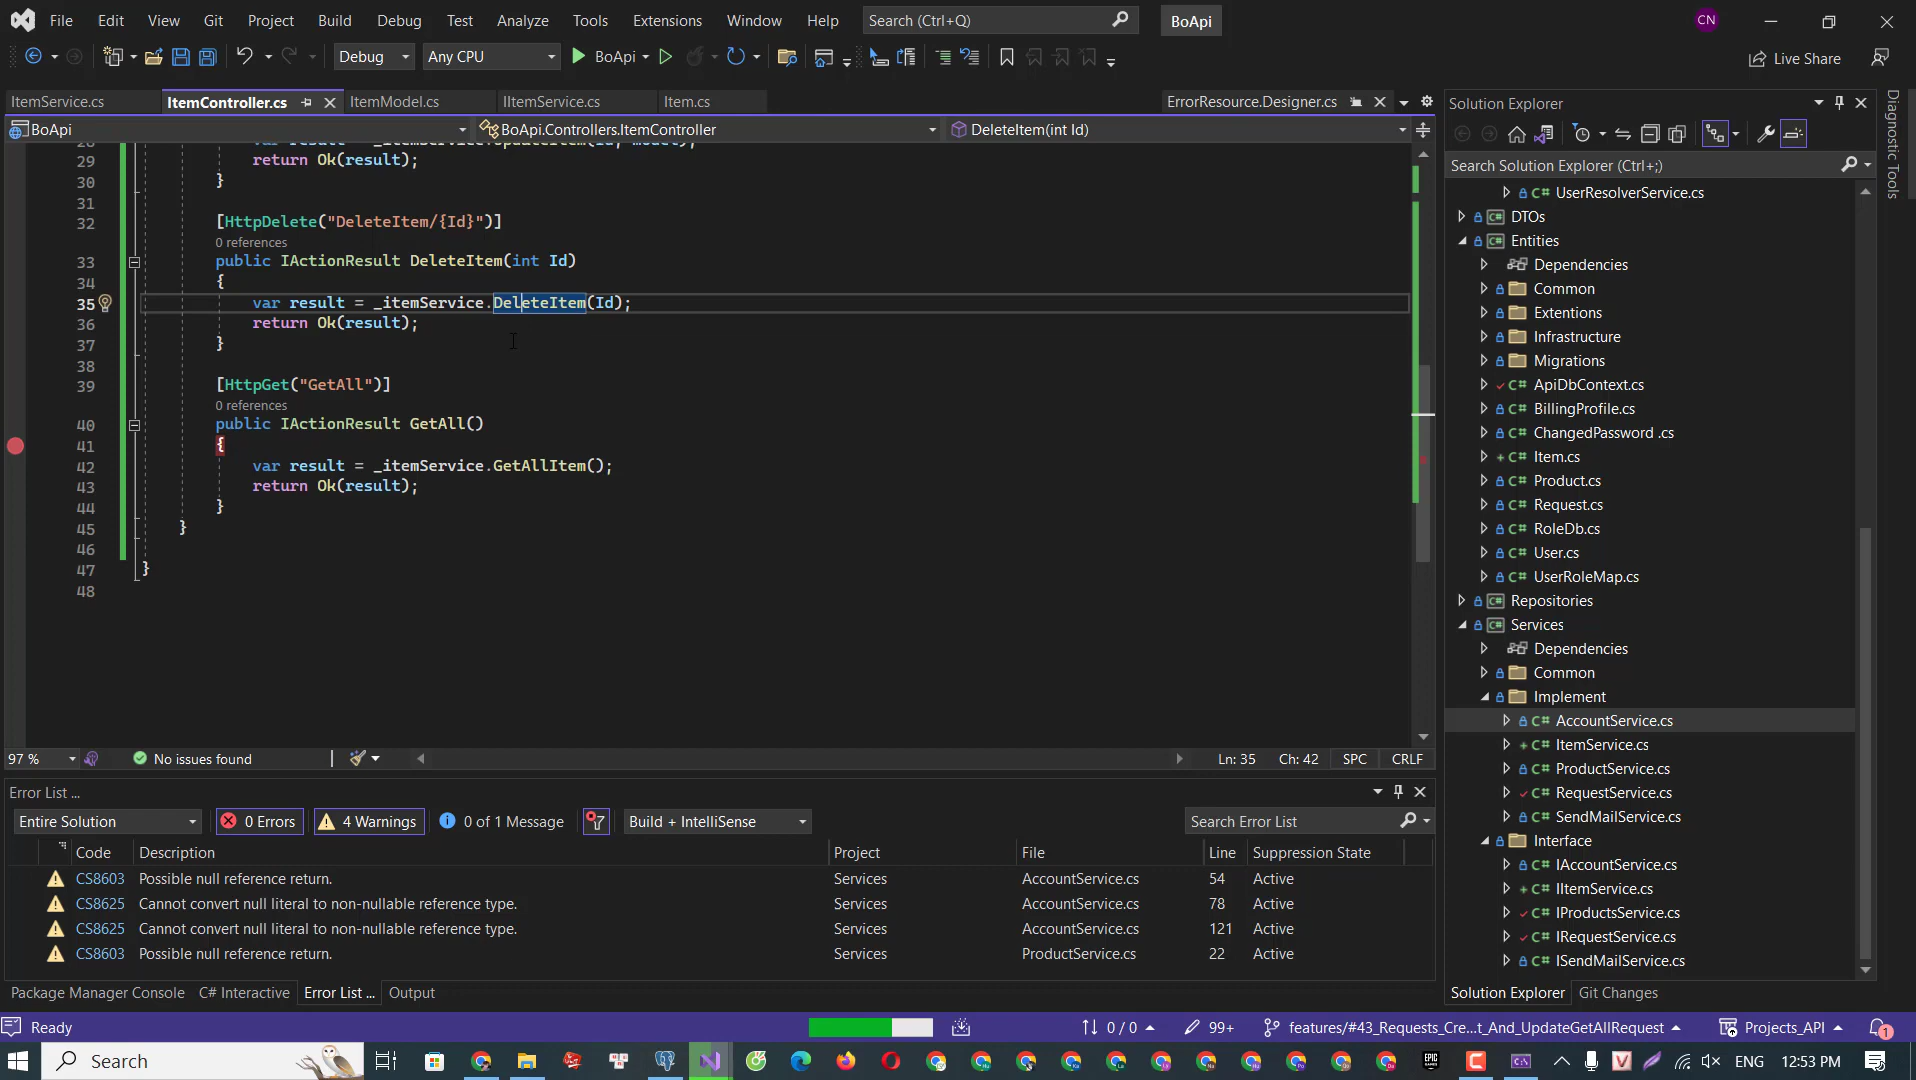 File Edit View Git Project Build Debug Test Analyze Tools Extensions Window Help Search (Ctrl+Q) BoApi CN
Debug Any CPU BoApi Live Share
ItemService.cs ItemController.cs ItemModel.cs IItemService.cs Item.cs ErrorResource.Designer.cs
BoApi BoApi.Controllers.ItemController DeleteItem(int Id)
29 return Ok(result);
30 }
31
32 [HttpDelete("DeleteItem/{Id}")]
0 references
33 public IActionResult DeleteItem(int Id)
34 {
35 var result = _itemService.DeleteItem(Id);
36 return Ok(result);
37 }
38
39 [HttpGet("GetAll")]
0 references
40 public IActionResult GetAll()
41 {
42 var result = _itemService.GetAllItem();
43 return Ok(result);
44 }
45 }
46
47 }
48
97 % No issues found Ln: 35 Ch: 42 SPC CRLF
Error List ...
Entire Solution 0 Errors 4 Warnings 0 of 1 Message Build + IntelliSense Search Error List
Code Description Project File Line Suppression State
CS8603 Possible null reference return. Services AccountService.cs 54 Active
CS8625 Cannot convert null literal to non-nullable reference type. Services AccountService.cs 78 Active
CS8625 Cannot convert null literal to non-nullable reference type. Services AccountService.cs 121 Active
CS8603 Possible null reference return. Services ProductService.cs 22 Active
Package Manager Console C# Interactive Error List ... Output
Solution Explorer
Search Solution Explorer (Ctrl+;)
C# UserResolverService.cs
C# DTOs
C# Entities
Dependencies
Common
Extentions
Infrastructure
Migrations
C# ApiDbContext.cs
C# BillingProfile.cs
C# ChangedPassword .cs
C# Item.cs
C# Product.cs
C# Request.cs
C# RoleDb.cs
C# User.cs
C# UserRoleMap.cs
C# Repositories
C# Services
Dependencies
Common
Implement
C# AccountService.cs
C# ItemService.cs
C# ProductService.cs
C# RequestService.cs
C# SendMailService.cs
Interface
C# IAccountService.cs
C# IItemService.cs
C# IProductsService.cs
C# IRequestService.cs
C# ISendMailService.cs
Solution Explorer Git Changes
Diagnostic Tools
Ready 0 / 0 99+ features/#43_Requests_Cre...t_And_UpdateGetAllRequest Projects_API 1
Search ENG 12:53 PM